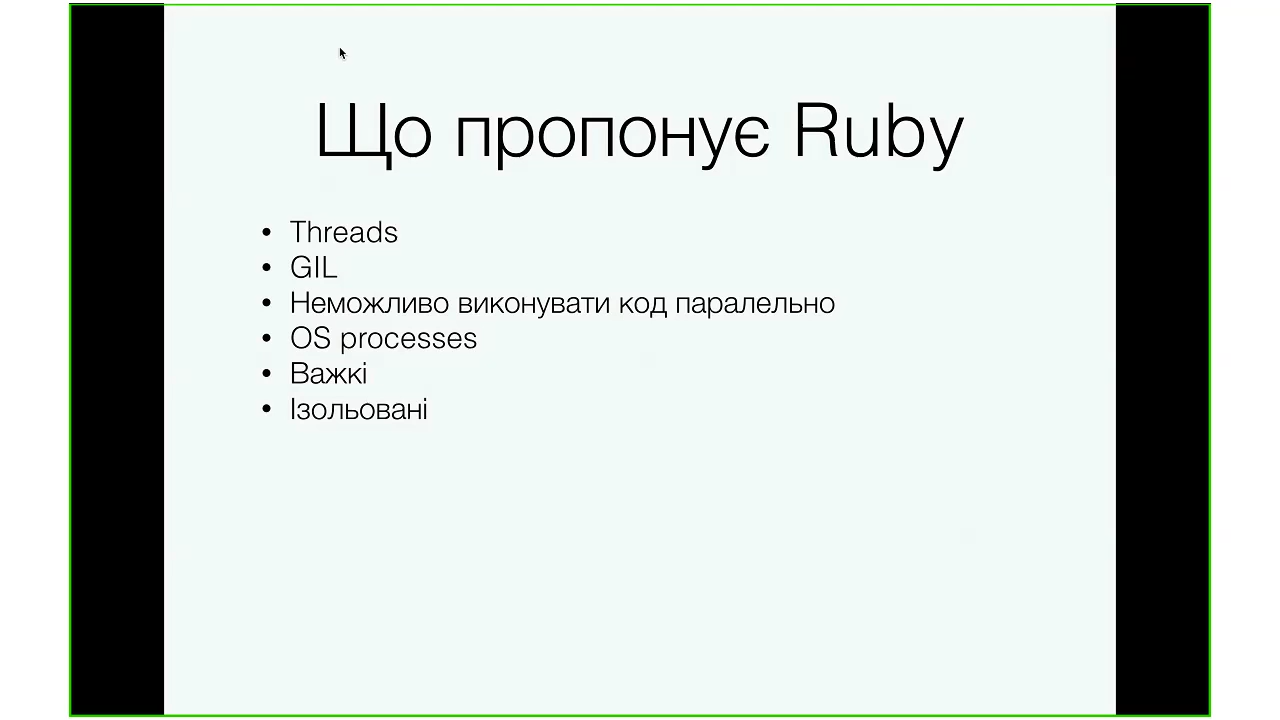 Що пропонує Ruby
• Threads
• GIL
• Неможливо виконувати код паралельно
• OS processes
• Важкі
• Ізольовані